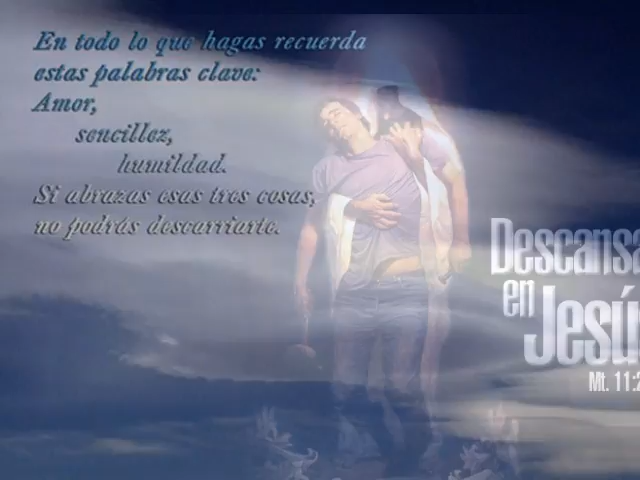 En todo lo que hagas recuerda
estas palabras clave:
Amor,
sencillez,
humildad.
Si abrazas esas tres cosas,
no podrás descarriarte.
Descansa
en
Jesús
Mt. 11:2